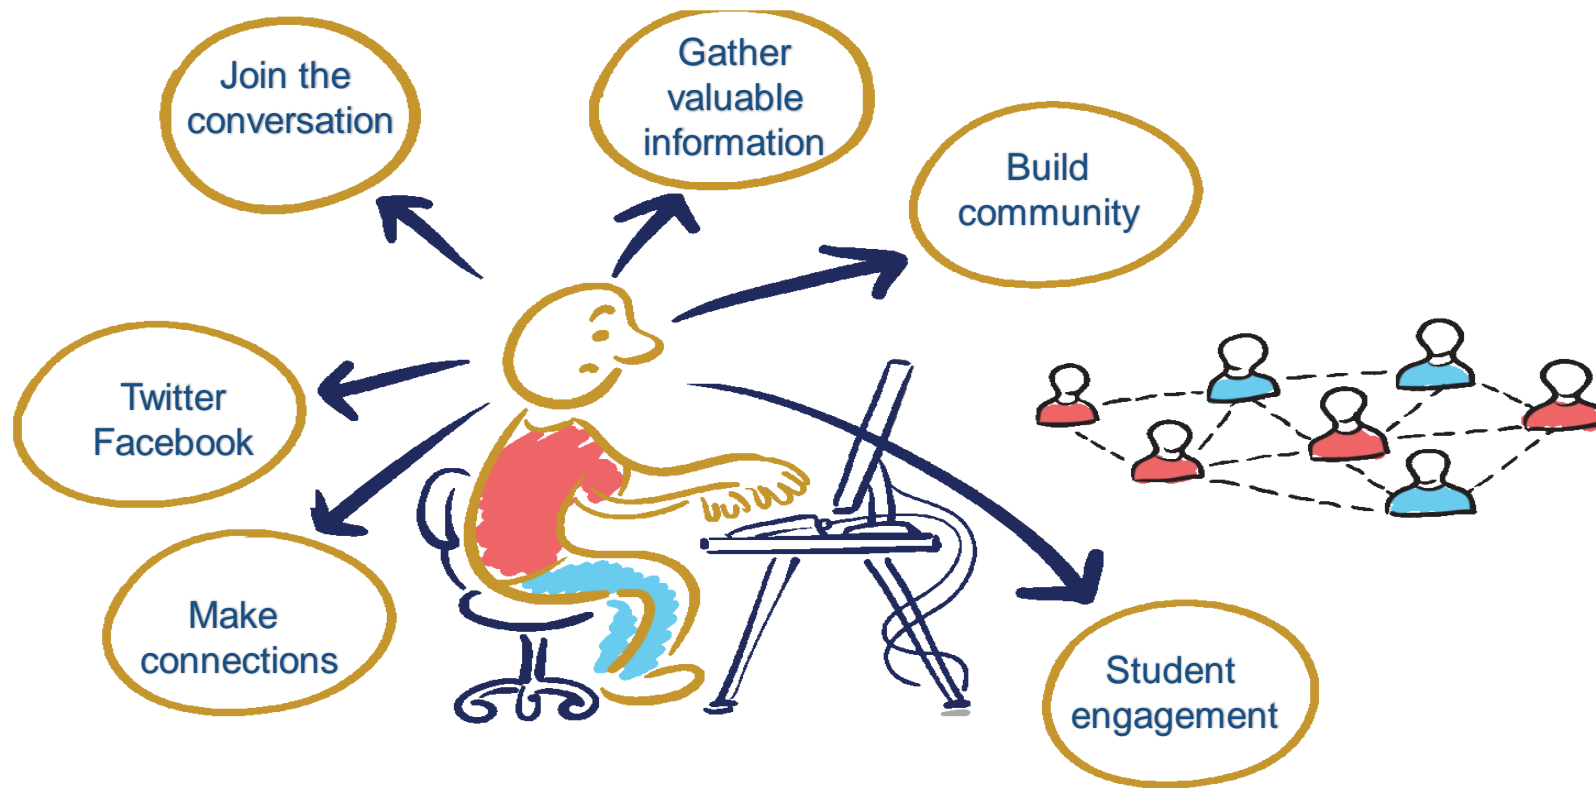 Join the
conversation
Gather
valuable
information
Build
community
Twitter
Facebook
Make
connections
Student
engagement